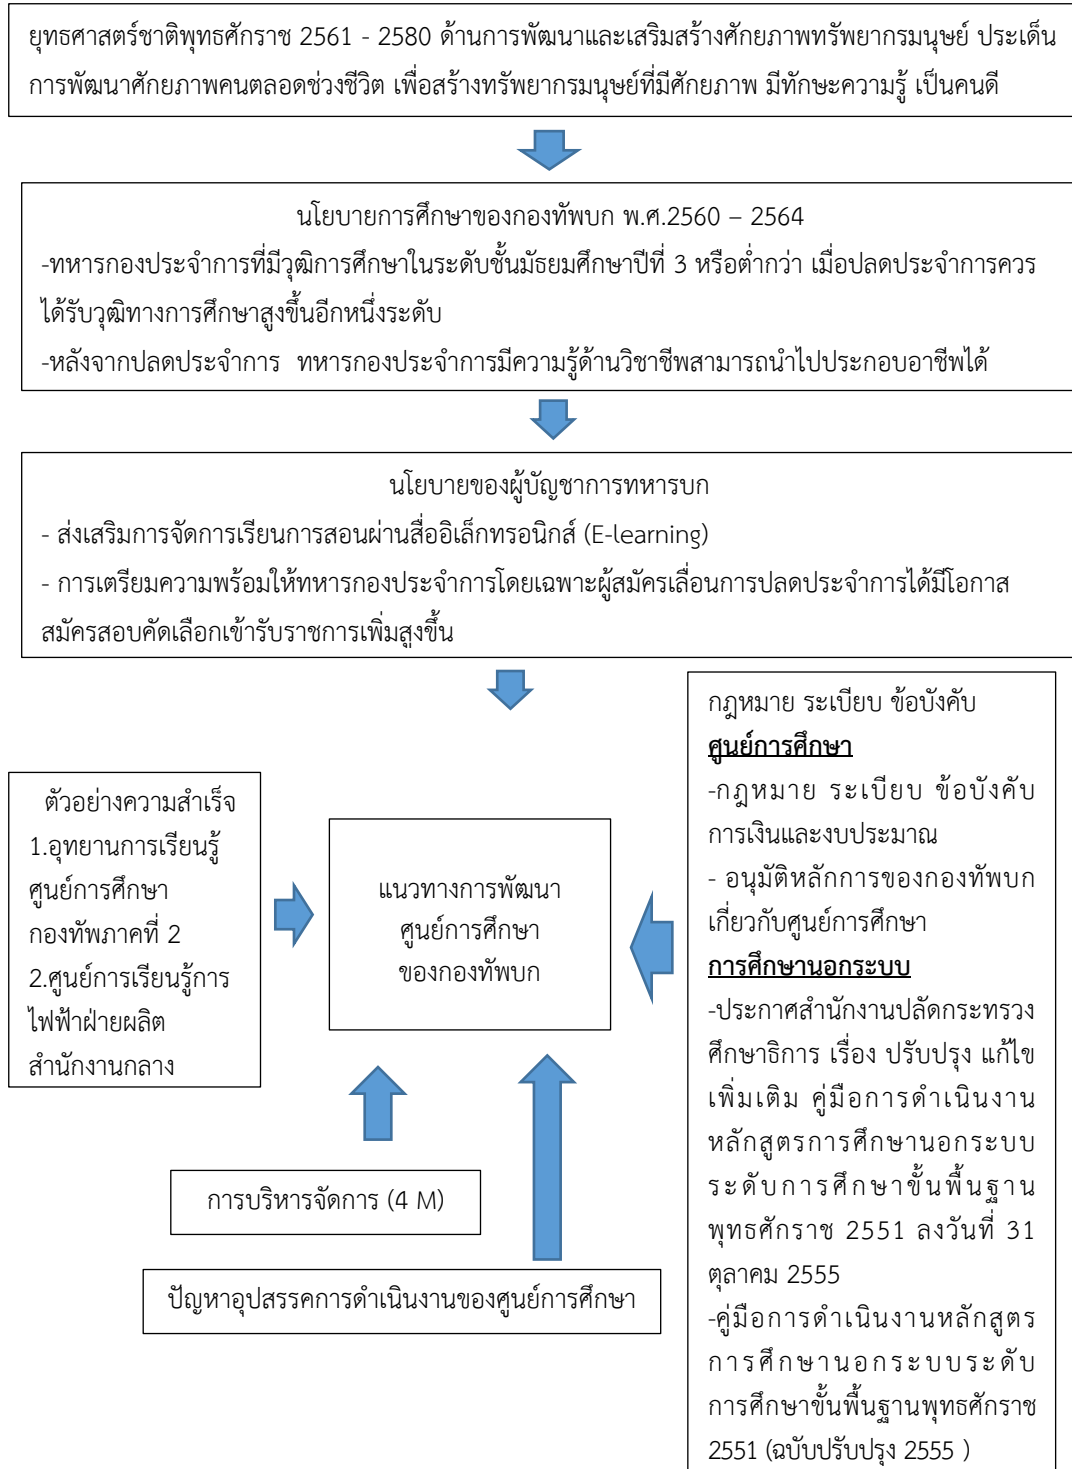 ยุทธศาสตร์ชาติพุทธศักราช 2561 - 2580 ด้านการพัฒนาและเสริมสร้างศักยภาพทรัพยากรมนุษย์ ประเด็น
การพัฒนาศักยภาพคนตลอดช่วงชีวิต เพื่อสร้างทรัพยากรมนุษย์ที่มีศักยภาพ มีทักษะความรู้ เป็นคนดี
นโยบายการศึกษาของกองทัพบก พ.ศ.2560 – 2564
-ทหารกองประจำการที่มีวุฒิการศึกษาในระดับชั้นมัธยมศึกษาปีที่ 3 หรือต่ำกว่า เมื่อปลดประจำการควร
ได้รับวุฒิทางการศึกษาสูงขึ้นอีกหนึ่งระดับ
-หลังจากปลดประจำการ ทหารกองประจำการมีความรู้ด้านวิชาชีพสามารถนำไปประกอบอาชีพได้
นโยบายของผู้บัญชาการทหารบก
- ส่งเสริมการจัดการเรียนการสอนผ่านสื่ออิเล็กทรอนิกส์ (E-learning)
- การเตรียมความพร้อมให้ทหารกองประจำการโดยเฉพาะผู้สมัครเลื่อนการปลดประจำการได้มีโอกาส
สมัครสอบคัดเลือกเข้ารับราชการเพิ่มสูงขึ้น
ตัวอย่างความสำเร็จ
1.อุทยานการเรียนรู้
ศูนย์การศึกษา
กองทัพภาคที่ 2
2.ศูนย์การเรียนรู้การ
ไฟฟ้าฝ่ายผลิต
สำนักงานกลาง
แนวทางการพัฒนา
ศูนย์การศึกษา
ของกองทัพบก
กฎหมาย ระเบียบ ข้อบังคับ
ศูนย์การศึกษา
-กฎหมาย ระเบียบ ข้อบังคับ
การเงินและงบประมาณ
- อนุมัติหลักการของกองทัพบก
เกี่ยวกับศูนย์การศึกษา
การศึกษานอกระบบ
-ประกาศสำนักงานปลัดกระทรวง
ศึกษาธิการ เรื่อง ปรับปรุง แก้ไข
เพิ่มเติม คู่มือการดำเนินงาน
หลักสูตรการศึกษานอกระบบ
ระดับการศึกษาขั้นพื้นฐาน
พุทธศักราช 2551 ลงวันที่ 31
ตุลาคม 2555
-คู่มือการดำเนินงานหลักสูตร
การศึกษานอกระบบระดับ
การศึกษาขั้นพื้นฐานพุทธศักราช
2551 (ฉบับปรับปรุง 2555 )
การบริหารจัดการ (4 M)
ปัญหาอุปสรรคการดำเนินงานของศูนย์การศึกษา